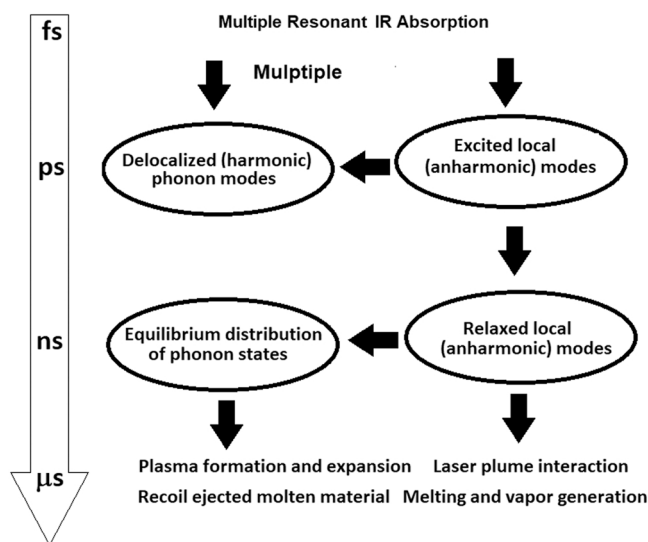 fs
Multiple Resonant IR Absorption
Mulptiple
ps
Delocalized (harmonic)
phonon modes
Excited local
(anharmonic) modes
ns
Equilibrium distribution
of phonon states
Relaxed local
(anharmonic) modes
μs
Plasma formation and expansion
Laser plume interaction
Recoil ejected molten material
Melting and vapor generation